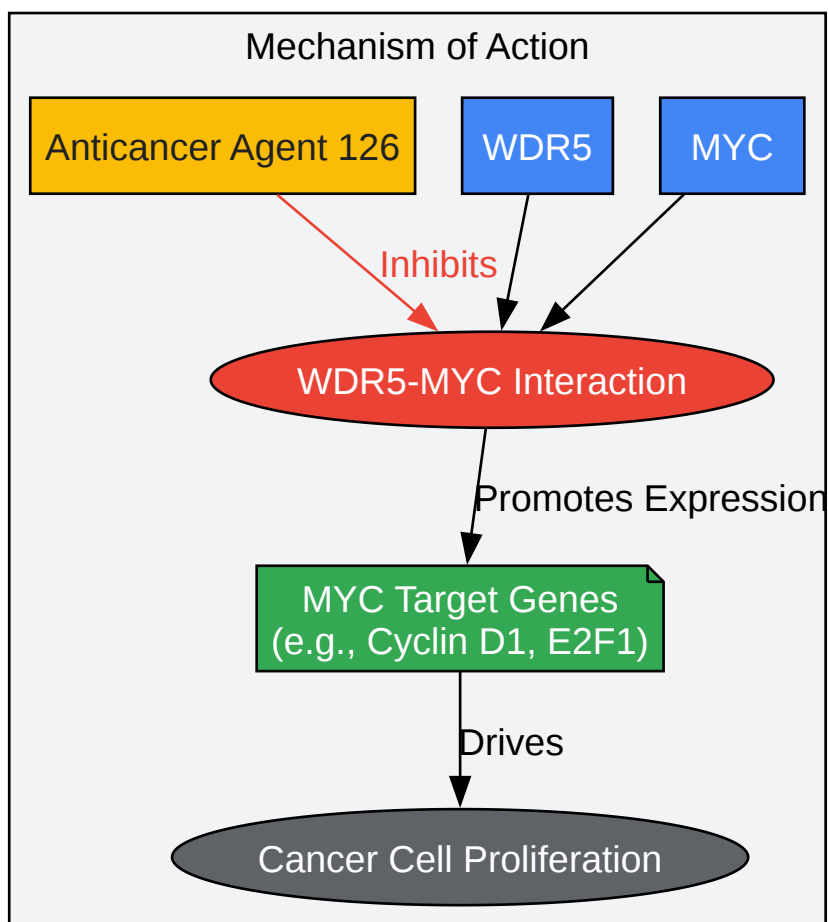 Mechanism of Action
Anticancer Agent 126
WDR5
MYC
Inhibits
WDR5-MYC Interaction
Promotes Expression
MYC Target Genes
(e.g., Cyclin D1, E2F1)
Drives
Cancer Cell Proliferation